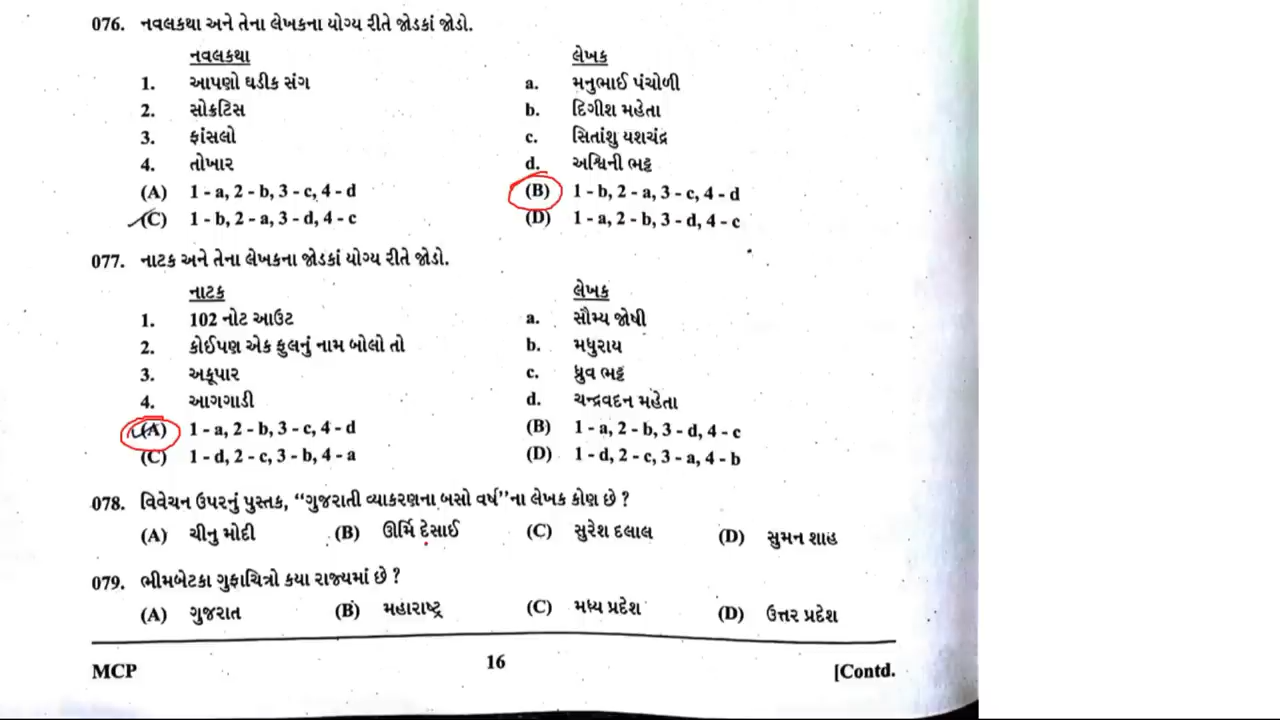 076. નવલકથા અને તેના લેખકના યોગ્ય રીતે જોડકાં જોડો.
નવલકથા લેખક
1. આપણો ઘડીક સંગ a. મનુભાઈ પંચોળી
2. સોક્રટિસ b. દિગીશ મહેતા
3. ફાંસલો c. સિતાંશુ યશચંદ્ર
4. તોખાર d. અશ્વિની ભટ્ટ
(A) 1 - a, 2 - b, 3 - c, 4 - d (B) 1 - b, 2 - a, 3 - c, 4 - d
(C) 1 - b, 2 - a, 3 - d, 4 - c (D) 1 - a, 2 - b, 3 - d, 4 - c
077. નાટક અને તેના લેખકના જોડકાં યોગ્ય રીતે જોડો.
નાટક લેખક
1. 102 નોટ આઉટ a. સૌમ્ય જોષી
2. કોઈપણ એક ફુલનું નામ બોલો તો b. મધુરાય
3. અકૂપાર c. ધ્રુવ ભટ્ટ
4. આગગાડી d. ચન્દ્રવદન મહેતા
(A) 1 - a, 2 - b, 3 - c, 4 - d (B) 1 - a, 2 - b, 3 - d, 4 - c
(C) 1 - d, 2 - c, 3 - b, 4 - a (D) 1 - d, 2 - c, 3 - a, 4 - b
078. વિવેચન ઉપરનું પુસ્તક, “ગુજરાતી વ્યાકરણના બસો વર્ષ”ના લેખક કોણ છે ?
(A) ચીનુ મોદી (B) ઊર્મિ દેસાઈ (C) સુરેશ દલાલ (D) સુમન શાહ
079. ભીમબેટકા ગુફાચિત્રો કયા રાજ્યમાં છે ?
(A) ગુજરાત (B) મહારાષ્ટ્ર (C) મધ્ય પ્રદેશ (D) ઉત્તર પ્રદેશ
MCP 16 [Contd.